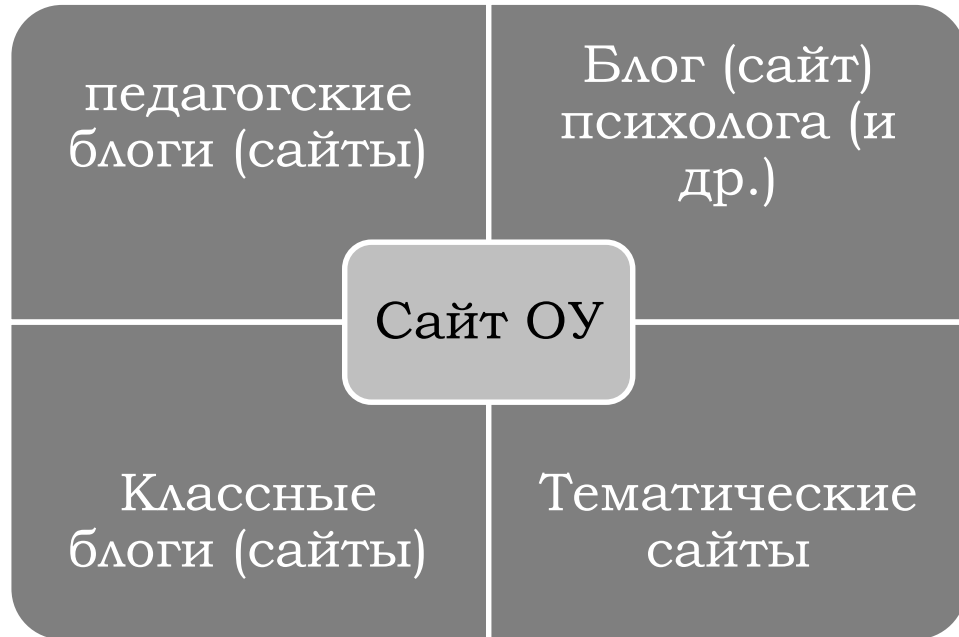 педагогские
блоги (сайты)
Блог (сайт)
психолога (и
др.)
Сайт ОУ
Классные
блоги (сайты)
Тематические
сайты